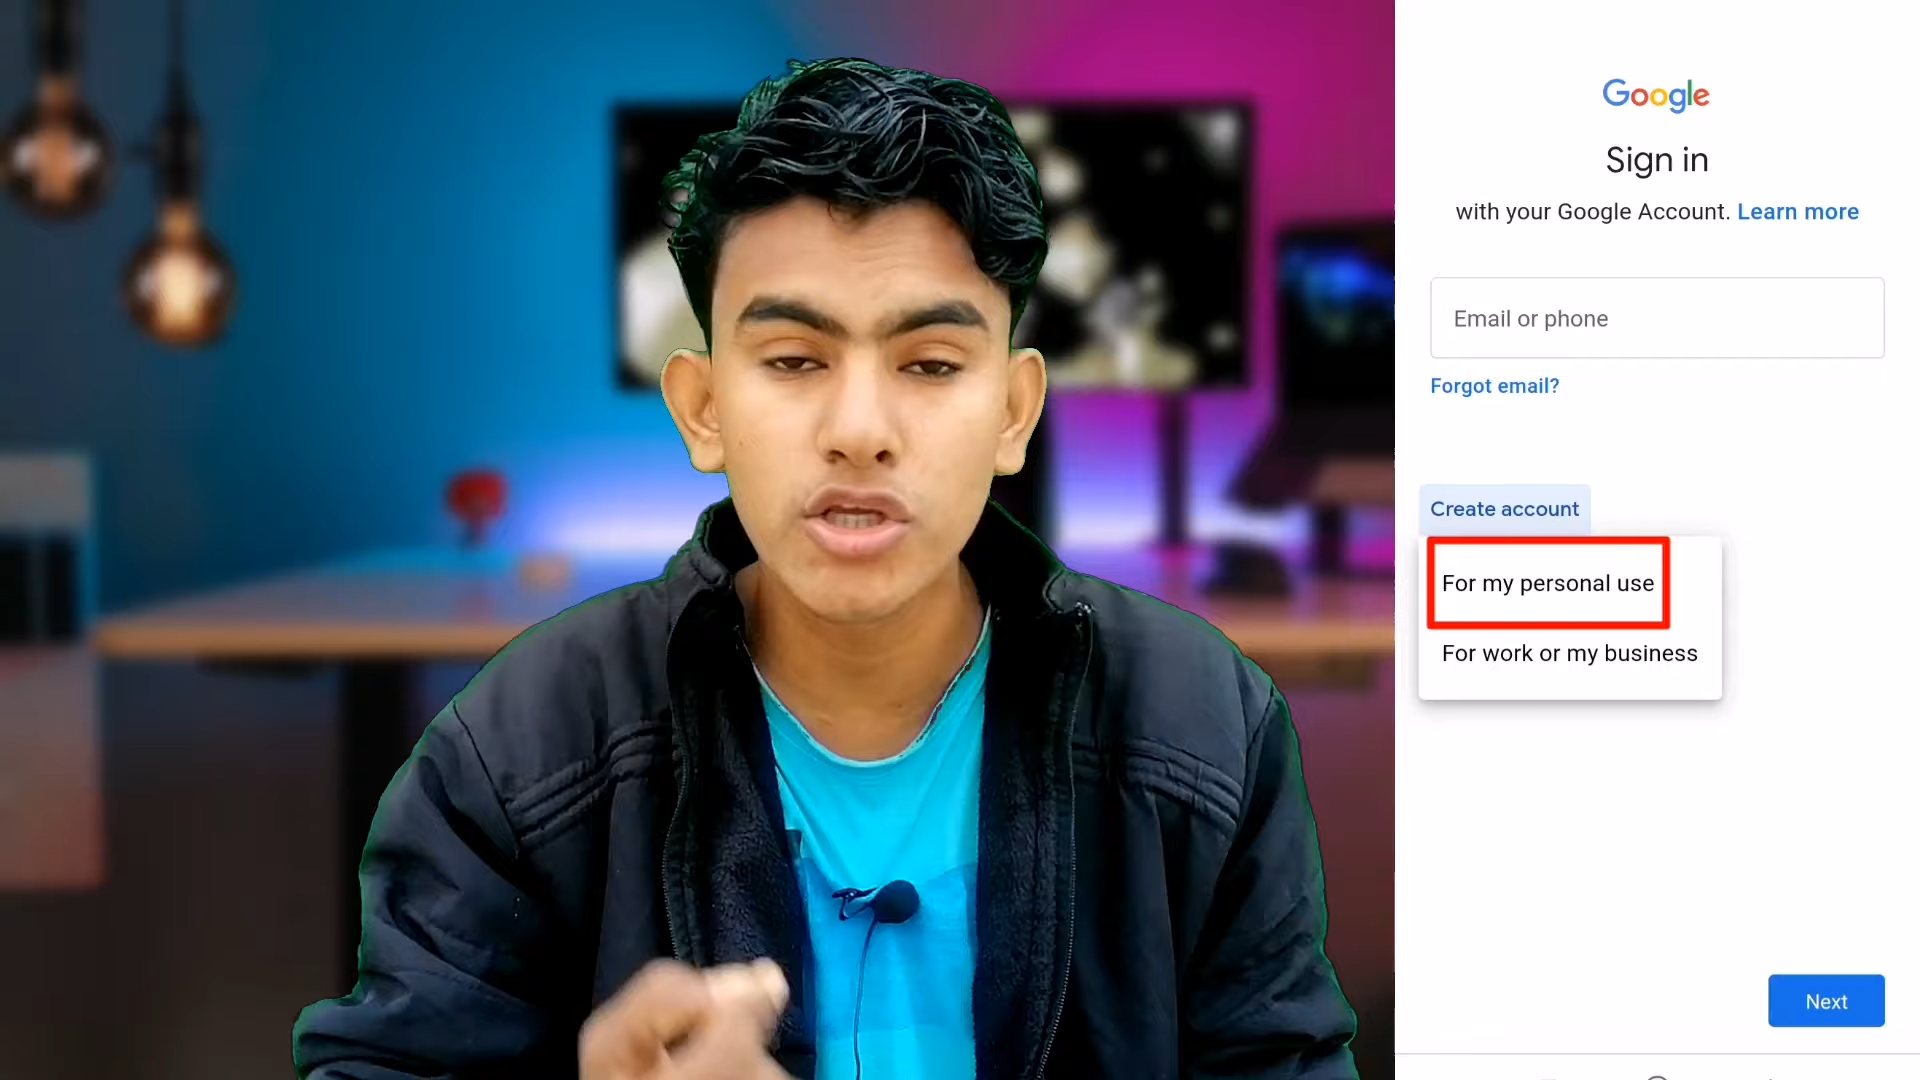 Google
Sign in
with your Google Account. Learn more
Email or phone
Forgot email?
Create account
For my personal use
For work or my business
Next